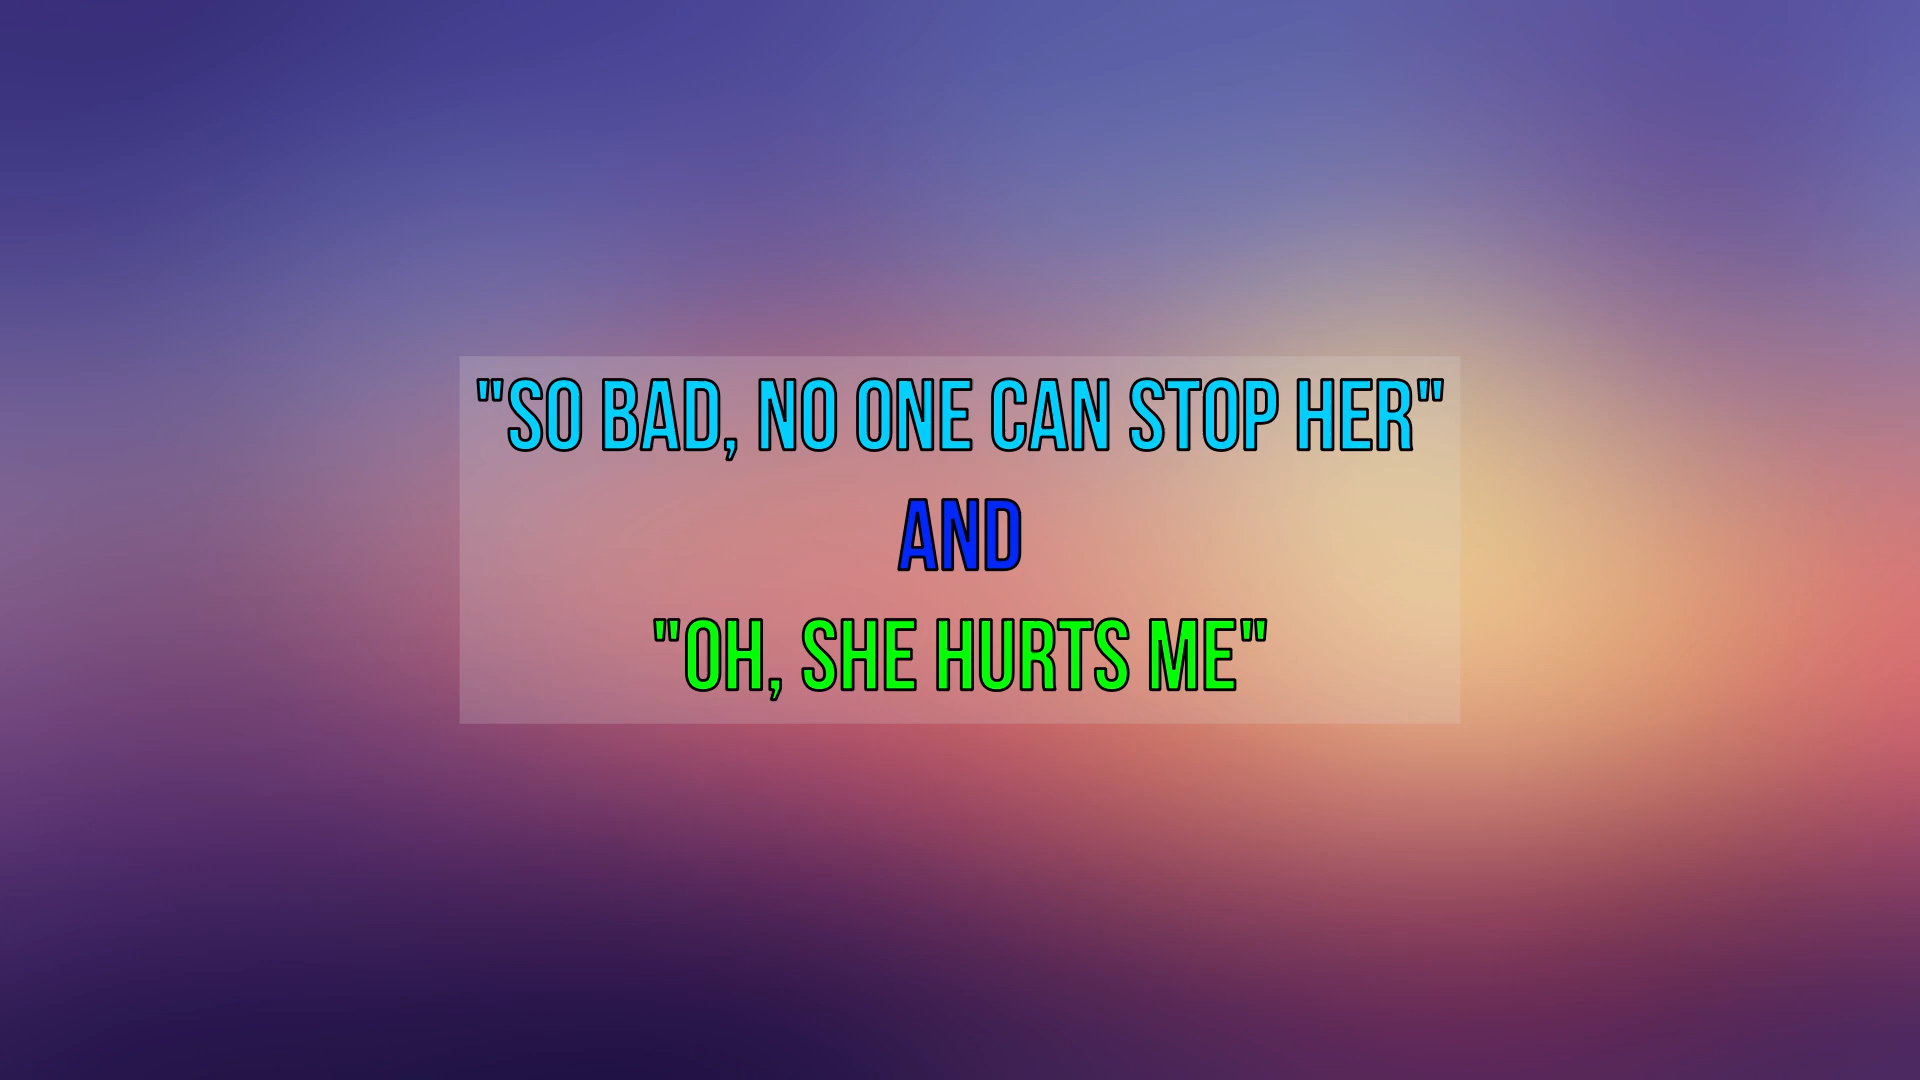 "SO BAD, NO ONE CAN STOP HER"
AND
"OH, SHE HURTS ME"